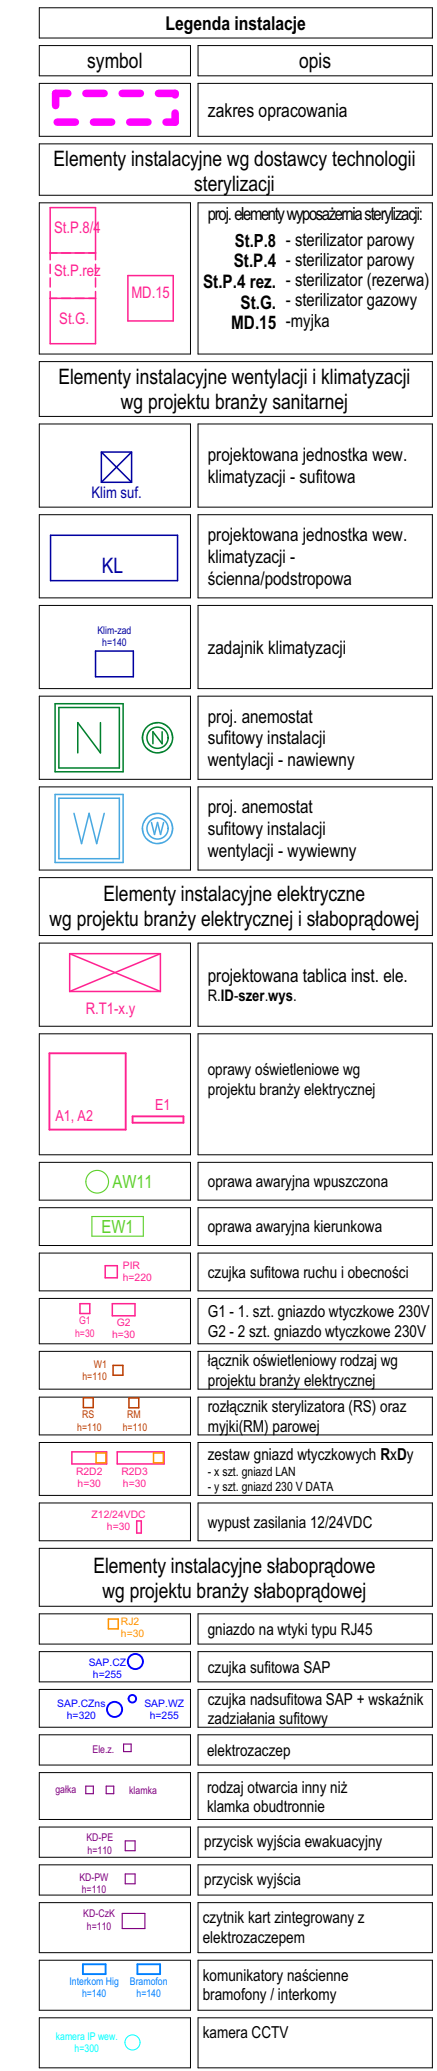 Legenda instalacje
symbol
opis
zakres opracowania
Elementy instalacyjne wg dostawcy technologii
sterylizacji
St.P.8/4
St.P.rez
St.G.
MD.15
proj. elementy wyposażernia sterylizacji:
St.P.8 - sterilizator parowy
St.P.4 - sterilizator parowy
St.P.4 rez. - sterilizator (rezerwa)
St.G. - sterilizator gazowy
MD.15 -myjka
Elementy instalacyjne wentylacji i klimatyzacji
wg projektu branży sanitarnej
Klim suf.
projektowana jednostka wew.
klimatyzacji - sufitowa
KL
projektowana jednostka wew.
klimatyzacji -
ścienna/podstropowa
Klim-zad
h=140
zadajnik klimatyzacji
N
N
proj. anemostat
sufitowy instalacji
wentylacji - nawiewny
W
W
proj. anemostat
sufitowy instalacji
wentylacji - wywiewny
Elementy instalacyjne elektryczne
wg projektu branży elektrycznej i słaboprądowej
R.T1-x.y
projektowana tablica inst. ele.
R.ID-szer.wys.
A1, A2
E1
oprawy oświetleniowe wg
projektu branży elektrycznej
AW11
oprawa awaryjna wpuszczona
EW1
oprawa awaryjna kierunkowa
PIR
h=220
czujka sufitowa ruchu i obecności
G1
h=30
G2
h=30
G1 - 1. szt. gniazdo wtyczkowe 230V
G2 - 2 szt. gniazdo wtyczkowe 230V
W1
h=110
łącznik oświetleniowy rodzaj wg
projektu branży elektrycznej
RS
h=110
RM
h=110
rozłącznik sterylizatora (RS) oraz
myjki(RM) parowej
R2D2
h=30
R2D3
h=30
zestaw gniazd wtyczkowych RxDy
- x szt. gniazd LAN
- y szt. gniazd 230 V DATA
Z12/24VDC
h=30
wypust zasilania 12/24VDC
Elementy instalacyjne słaboprądowe
wg projektu branży słaboprądowej
RJ2
h=30
gniazdo na wtyki typu RJ45
SAP.CZ
h=255
czujka sufitowa SAP
SAP.CZns
h=320
SAP.WZ
h=255
czujka nadsufitowa SAP + wskaźnik
zadziałania sufitowy
Ele.z.
elektrozaczep
gałka
klamka
rodzaj otwarcia inny niż
klamka obudtronnie
KD-PE
h=110
przycisk wyjścia ewakuacyjny
KD-PW
h=110
przycisk wyjścia
KD-CzK
h=110
czytnik kart zintegrowany z
elektrozaczepem
Interkom Hig
h=140
Bramofon
h=140
komunikatory naścienne
bramofony / interkomy
kamera IP wew.
h=300
kamera CCTV